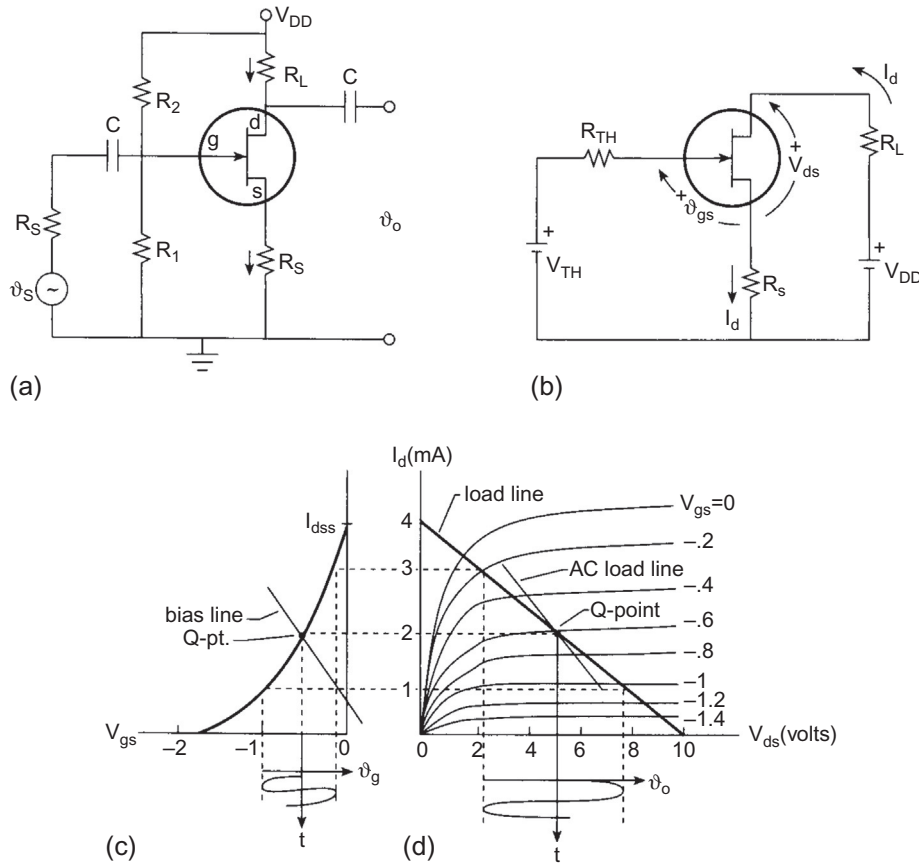 V_DD
R_L
C
R_2
d
C
g
s
R_S
R_1
R_S
ϑ_o
ϑ_S
~
(a)
I_d
R_TH
+
V_ds
R_L
+
ϑ_gs
+
V_TH
+
V_DD
R_s
I_d
(b)
I_d(mA)
load line
I_dss
4
V_gs=0
–.2
3
AC load line
–.4
bias line
Q-point
Q-pt.
2
–.6
–.8
1
–1
–1.2
–1.4
V_gs
–2
–1
0
0
2
4
6
8
10
V_ds(volts)
ϑ_g
ϑ_o
t
t
(c)
(d)